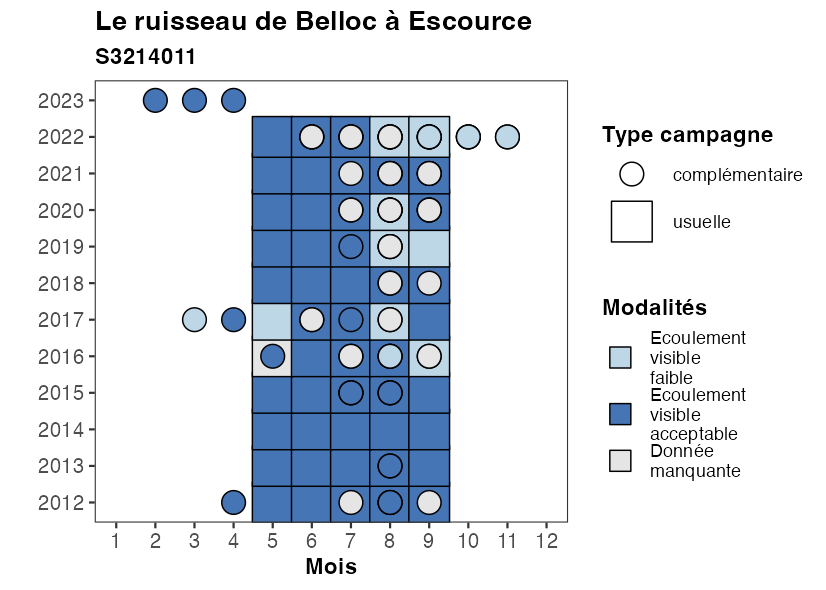 Le ruisseau de Belloc à Escource
S3214011
2023
2022
2021
2020
2019
2018
2017
2016
2015
2014
2013
2012
1 2 3 4 5 6 7 8 9 10 11 12
Mois
Type campagne
complémentaire
usuelle
Modalités
Ecoulement
visible
faible
Ecoulement
visible
acceptable
Donnée
manquante